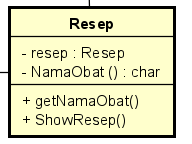 Resep
- resep : Resep
- NamaObat () : char
+ getNamaObat()
+ ShowResep()